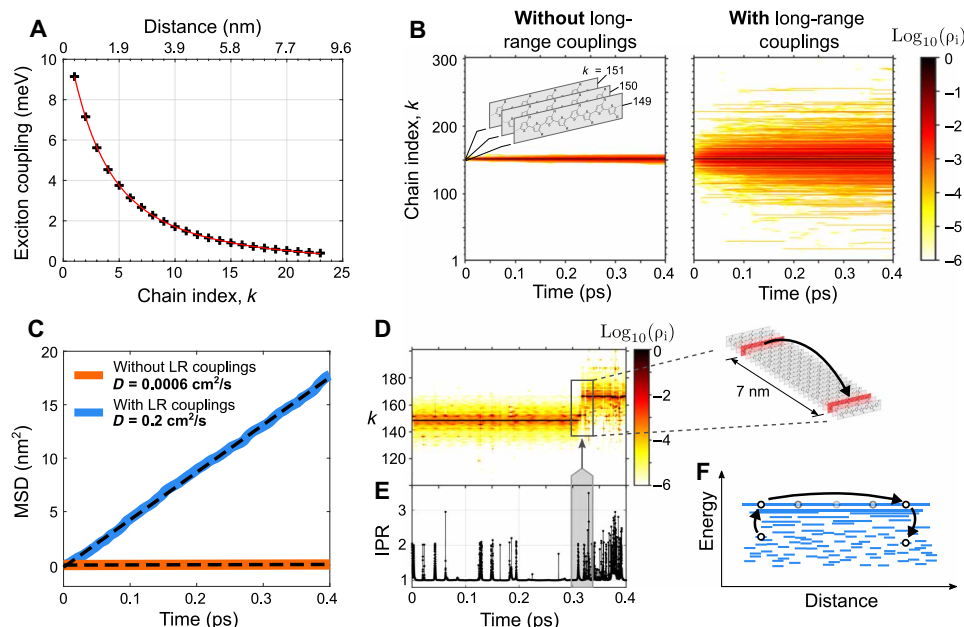 A
Distance (nm)
0 1.9 3.9 5.8 7.7 9.6
Exciton coupling (meV)
10
8
6
4
2
0
0 5 10 15 20 25
Chain index, k
B
Without long-range couplings
With long-range couplings
Log10(ρi)
Chain index, k
300
200
100
1
k = 151
150
149
0 0.1 0.2 0.3 0.4
Time (ps)
0 0.1 0.2 0.3 0.4
Time (ps)
0
−1
−2
−3
−4
−5
−6
C
MSD (nm²)
20
15
10
5
0
Without LR couplings
D = 0.0006 cm²/s
With LR couplings
D = 0.2 cm²/s
0 0.1 0.2 0.3 0.4
Time (ps)
D
Log10(ρi)
k
180
160
140
120
0
−2
−4
−6
7 nm
E
IPR
3
2
1
0 0.1 0.2 0.3 0.4
Time (ps)
F
Energy
Distance